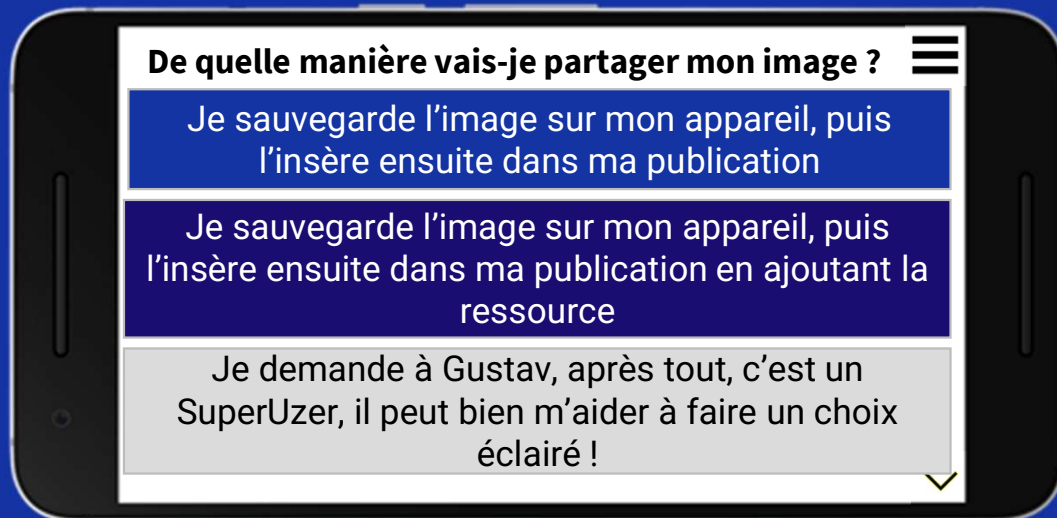 De quelle manière vais-je partager mon image ?
Je sauvegarde l’image sur mon appareil, puis
l’insère ensuite dans ma publication
Je sauvegarde l’image sur mon appareil, puis
l’insère ensuite dans ma publication en ajoutant la
ressource
Je demande à Gustav, après tout, c’est un
SuperUzer, il peut bien m’aider à faire un choix
éclairé !